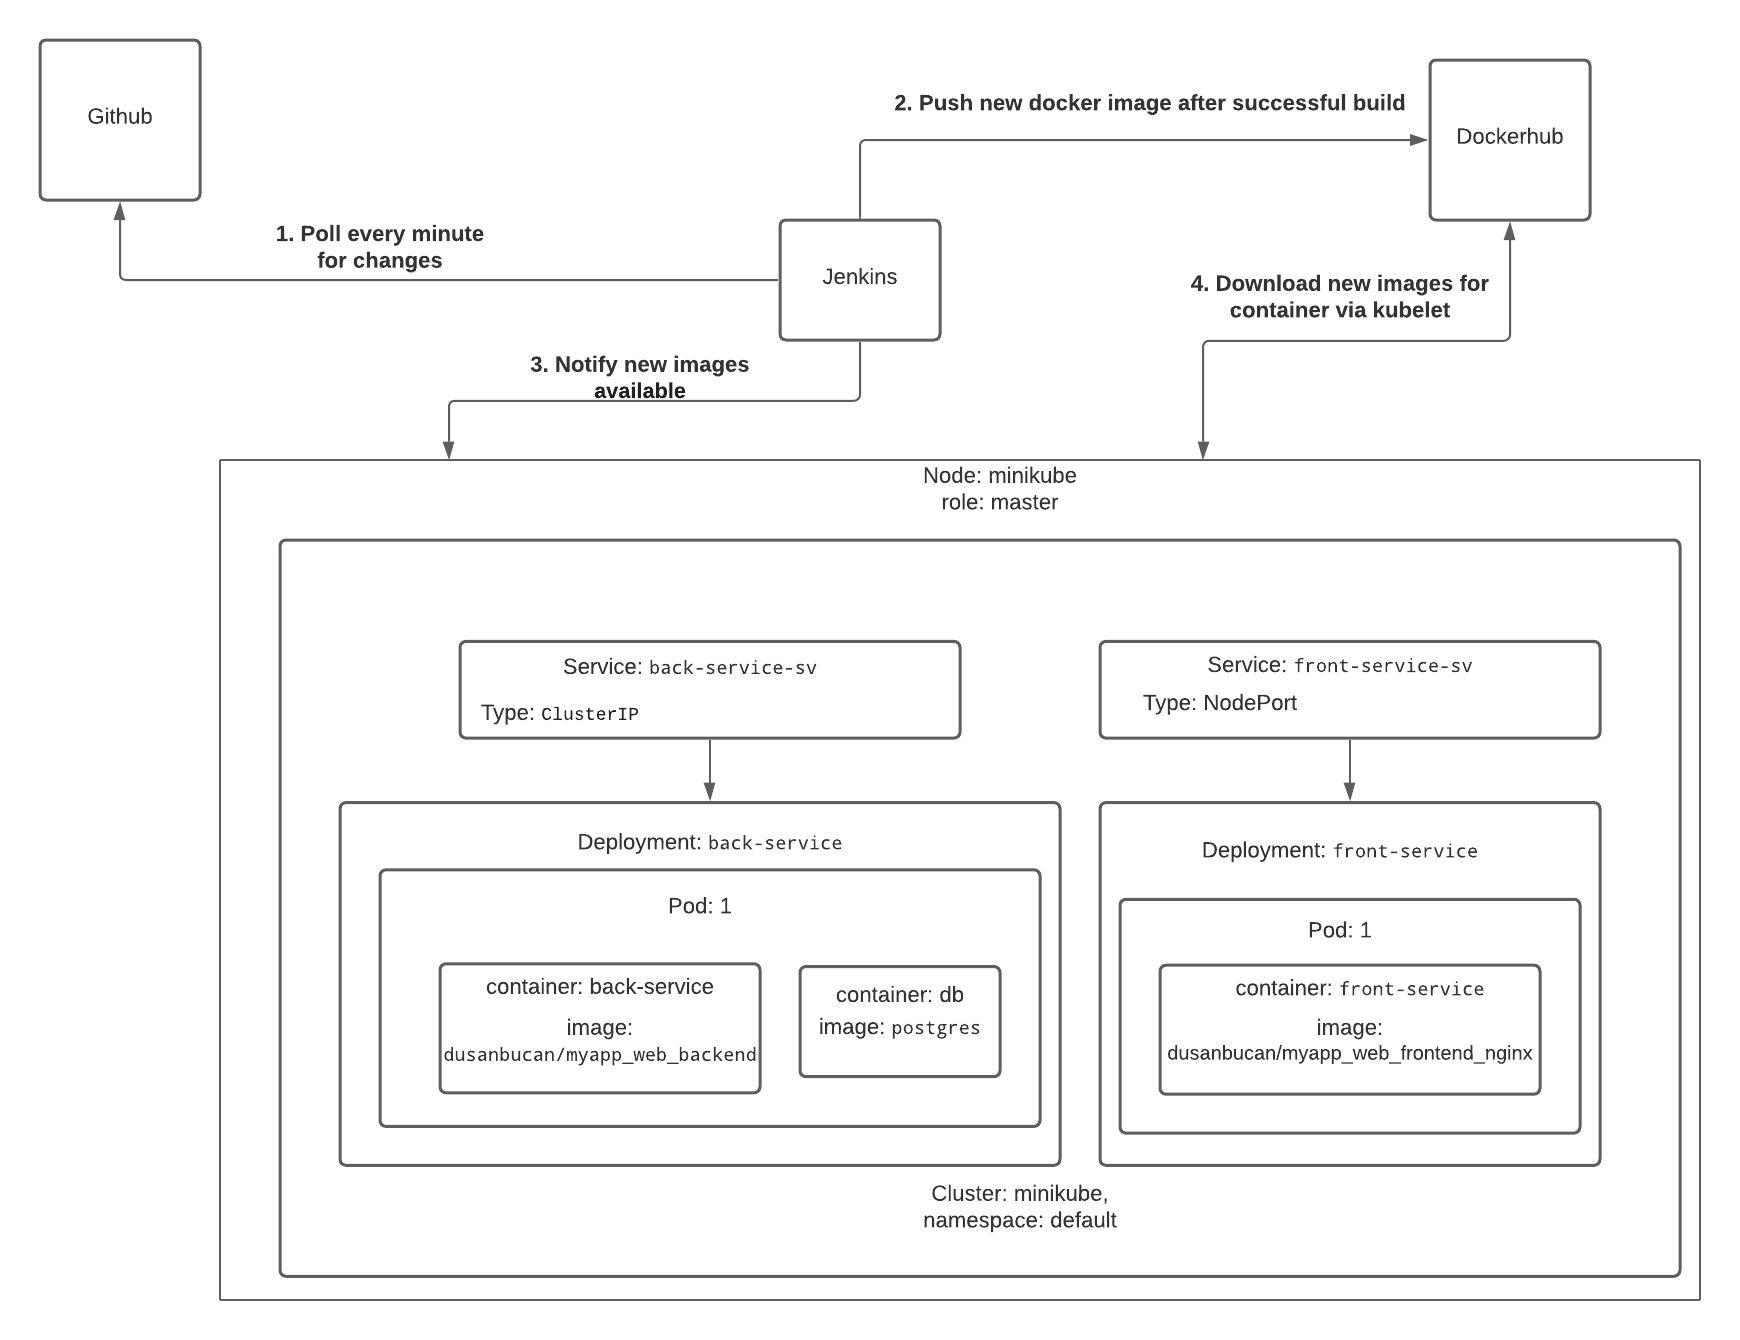 Github
2. Push new docker image after successful build
Dockerhub
1. Poll every minute
for changes
Jenkins
4. Download new images for
container via kubelet
3. Notify new images
available
Node: minikube
role: master
Service: back-service-sv
Type: ClusterIP
Service: front-service-sv
Type: NodePort
Deployment: back-service
Pod: 1
container: back-service
image:
dusanbucan/myapp_web_backend
container: db
image: postgres
Deployment: front-service
Pod: 1
container: front-service
image:
dusanbucan/myapp_web_frontend_nginx
Cluster: minikube,
namespace: default